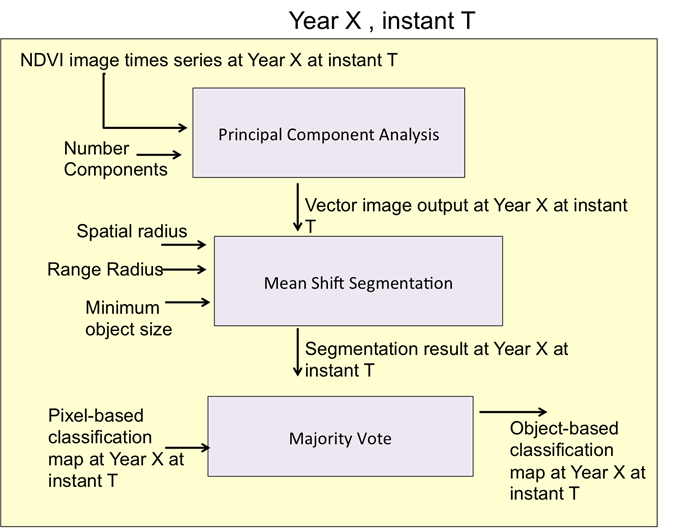 Year X , instant T
NDVI image times series at Year X at instant T
Principal Component Analysis
Number
Components
Vector image output at Year X at instant
T
Spatial radius
Range Radius
Minimum
object size
Mean Shift Segmentation
Segmentation result at Year X at
instant T
Pixel-based
classification
map at Year X at
instant T
Majority Vote
Object-based
classification
map at Year X at
instant T